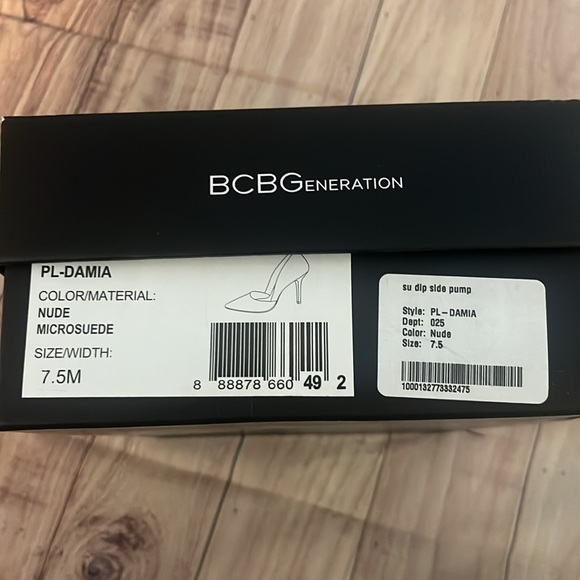 BCBGENERATION
PL-DAMIA
COLOR/MATERIAL:
NUDE
MICROSUEDE
SIZE/WIDTH:
7.5M
8 88878 660 49 2
su dip side pump
Style: PL-DAMIA
Dept: 025
Color: Nude
Size: 7.5
1000132773332475